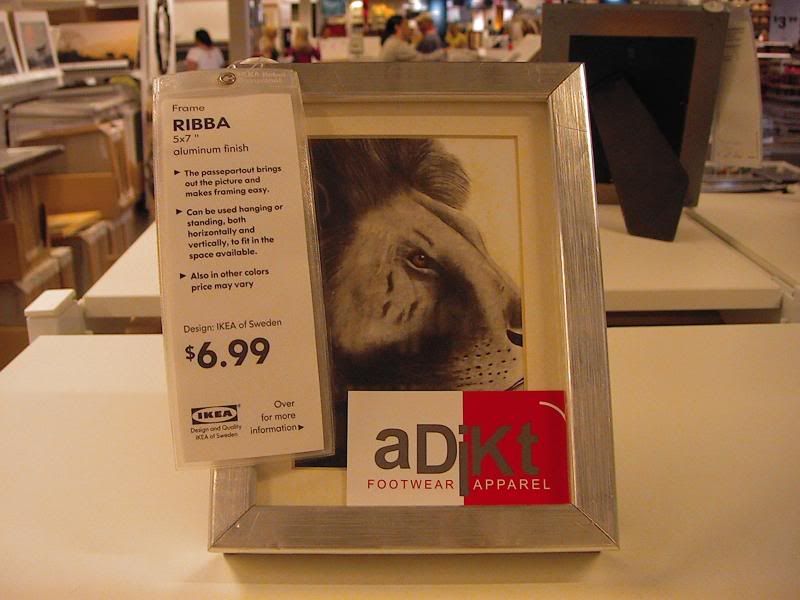 Frame
RIBBA
5x7 "
aluminum finish
► The passepartout brings
out the picture and
makes framing easy.
► Can be used hanging or
standing, both
horizontally and
vertically, to fit in the
space available.
► Also in other colors
price may vary
Design: IKEA of Sweden
$6.99
IKEA
Design and Quality
IKEA of Sweden
Over
for more
information ►
aDiKt
FOOTWEAR APPAREL
$3